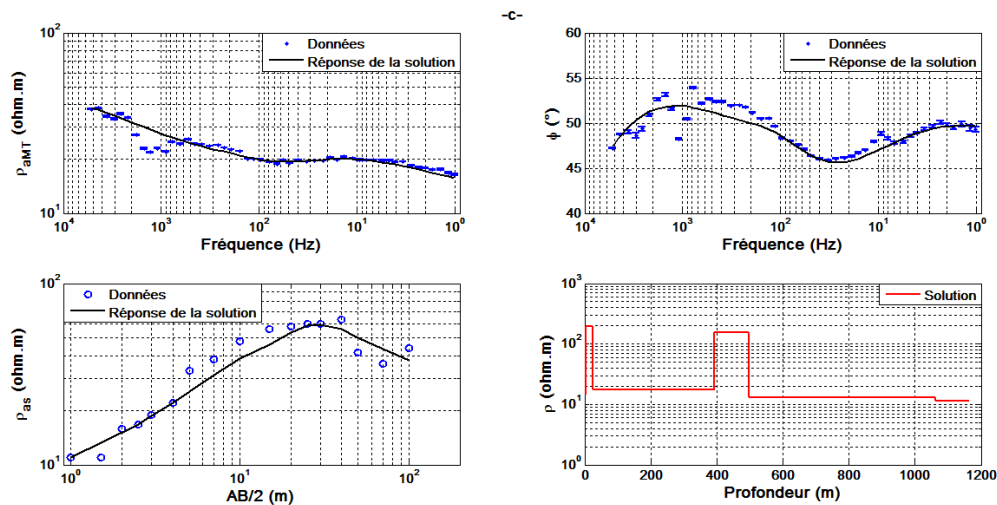 -c-
10²
10¹
ρaMT (ohm.m)
Données
Réponse de la solution
10⁴ 10³ 10² 10¹ 10⁰
Fréquence (Hz)
60
55
50
45
40
ϕ (°)
Données
Réponse de la solution
10⁴ 10³ 10² 10¹ 10⁰
Fréquence (Hz)
10²
10¹
ρas (ohm.m)
Données
Réponse de la solution
10⁰ 10¹ 10²
AB/2 (m)
10³
10²
10¹
10⁰
ρ (ohm.m)
Solution
0 200 400 600 800 1000 1200
Profondeur (m)